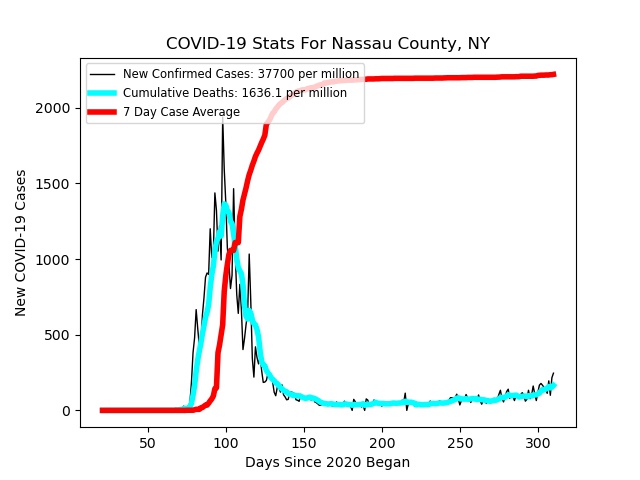 COVID-19 Stats For Nassau County, NY
New Confirmed Cases: 37700 per million
Cumulative Deaths: 1636.1 per million
7 Day Case Average
2000
1500
1000
500
0
New COVID-19 Cases
50 100 150 200 250 300
Days Since 2020 Began